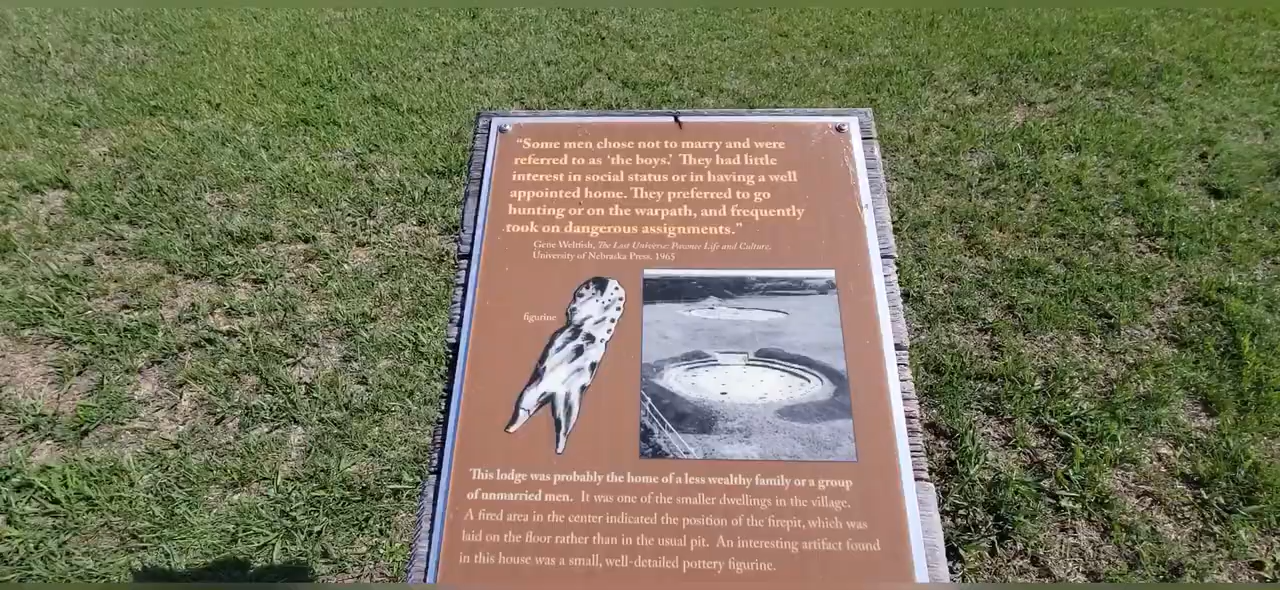 "Some men chose not to marry and were
referred to as 'the boys.' They had little
interest in social status or in having a well
appointed home. They preferred to go
hunting or on the warpath, and frequently
took on dangerous assignments."
Gene Weltfish, The Lost Universe: Pawnee Life and Culture,
University of Nebraska Press, 1965
figurine
This lodge was probably the home of a less wealthy family or a group
of unmarried men. It was one of the smaller dwellings in the village.
A fired area in the center indicated the position of the firepit, which was
laid on the floor rather than in the usual pit. An interesting artifact found
in this house was a small, well-detailed pottery figurine.